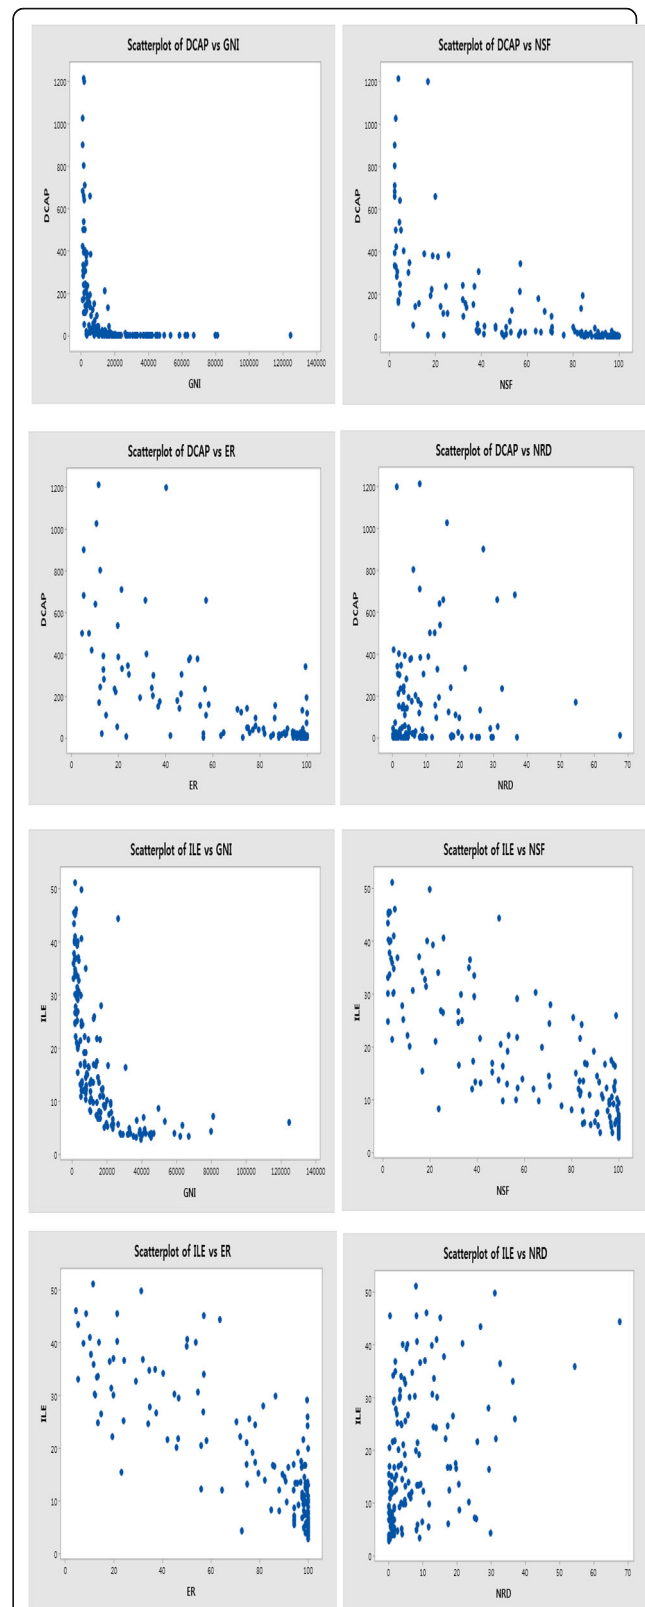 Scatterplot of DCAP vs GNI
DCAP
1200
1000
800
600
400
200
0
0 20000 40000 60000 80000 100000 120000 140000
GNI
Scatterplot of DCAP vs NSF
DCAP
1200
1000
800
600
400
200
0
0 20 40 60 80 100
NSF
Scatterplot of DCAP vs ER
DCAP
1200
1000
800
600
400
200
0
0 20 40 60 80 100
ER
Scatterplot of DCAP vs NRD
DCAP
1200
1000
800
600
400
200
0
0 10 20 30 40 50 60 70
NRD
Scatterplot of ILE vs GNI
ILE
50
40
30
20
10
0
0 20000 40000 60000 80000 100000 120000 140000
GNI
Scatterplot of ILE vs NSF
ILE
50
40
30
20
10
0
0 20 40 60 80 100
NSF
Scatterplot of ILE vs ER
ILE
50
40
30
20
10
0
0 20 40 60 80 100
ER
Scatterplot of ILE vs NRD
ILE
50
40
30
20
10
0
0 10 20 30 40 50 60 70
NRD